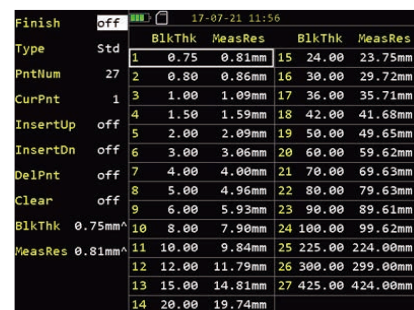 17-07-21 11:56
Finish off
Type Std
PntNum 27
CurPnt 1
InsertUp off
InsertDn off
DelPnt off
Clear off
BlkThk 0.75mm^
MeasRes 0.81mm^
BlkThk MeasRes BlkThk MeasRes
1 0.75 0.81mm 15 24.00 23.75mm
2 0.80 0.86mm 16 30.00 29.72mm
3 1.00 1.09mm 17 36.00 35.71mm
4 1.50 1.59mm 18 42.00 41.68mm
5 2.00 2.09mm 19 50.00 49.65mm
6 3.00 3.06mm 20 60.00 59.62mm
7 4.00 4.00mm 21 70.00 69.63mm
8 5.00 4.96mm 22 80.00 79.63mm
9 6.00 5.93mm 23 90.00 89.61mm
10 8.00 7.90mm 24 100.00 99.62mm
11 10.00 9.84mm 25 225.00 224.00mm
12 12.00 11.79mm 26 300.00 299.00mm
13 15.00 14.81mm 27 425.00 424.00mm
14 20.00 19.74mm